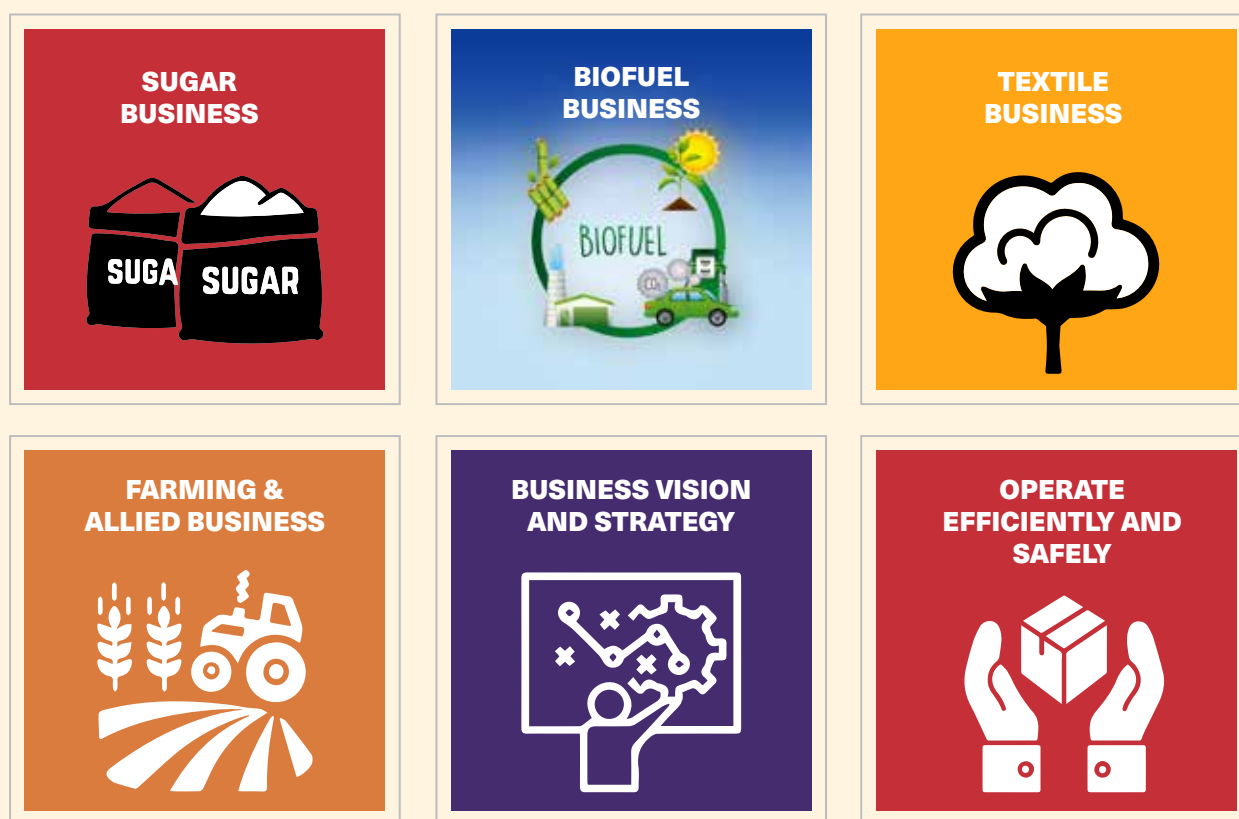 SUGAR
BUSINESS
SUGA
SUGAR
BIOFUEL
BUSINESS
BIOFUEL
CO₂
TEXTILE
BUSINESS
FARMING &
ALLIED BUSINESS
BUSINESS VISION
AND STRATEGY
OPERATE
EFFICIENTLY AND
SAFELY